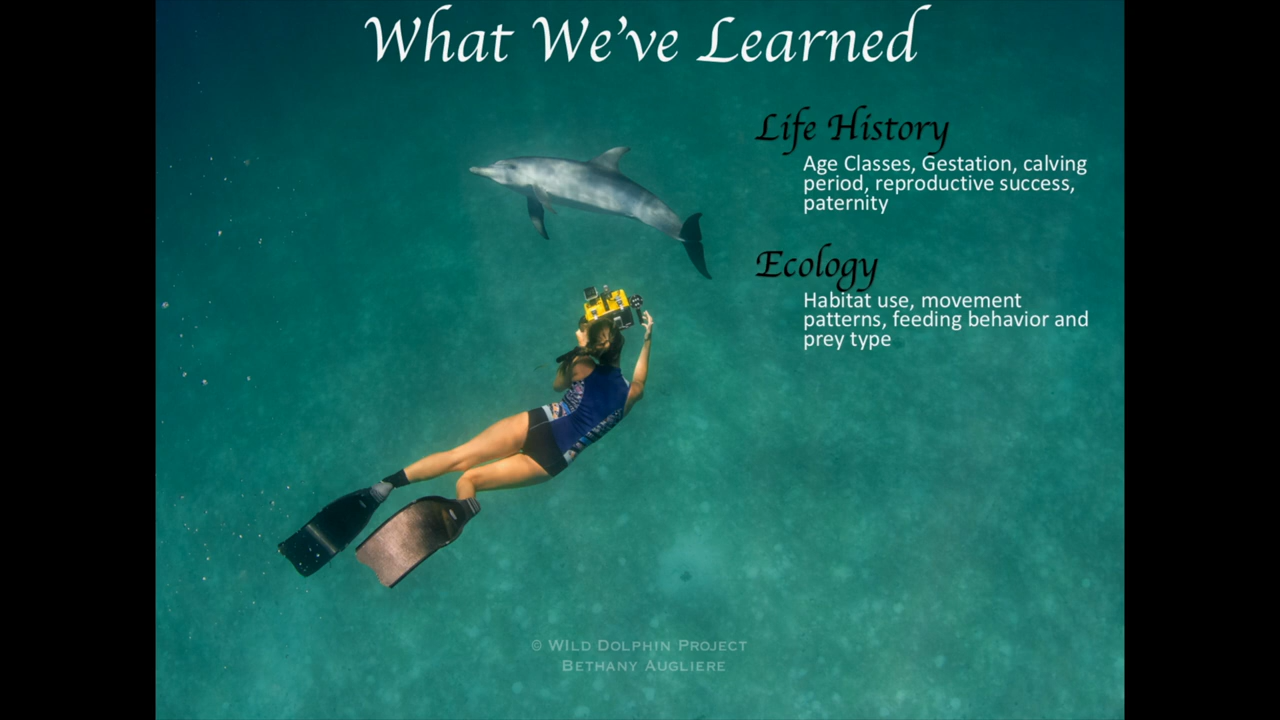 What We've Learned
Life History
Age Classes, Gestation, calving
period, reproductive success,
paternity
Ecology
Habitat use, movement
patterns, feeding behavior and
prey type
© Wild Dolphin Project
Bethany Augliere